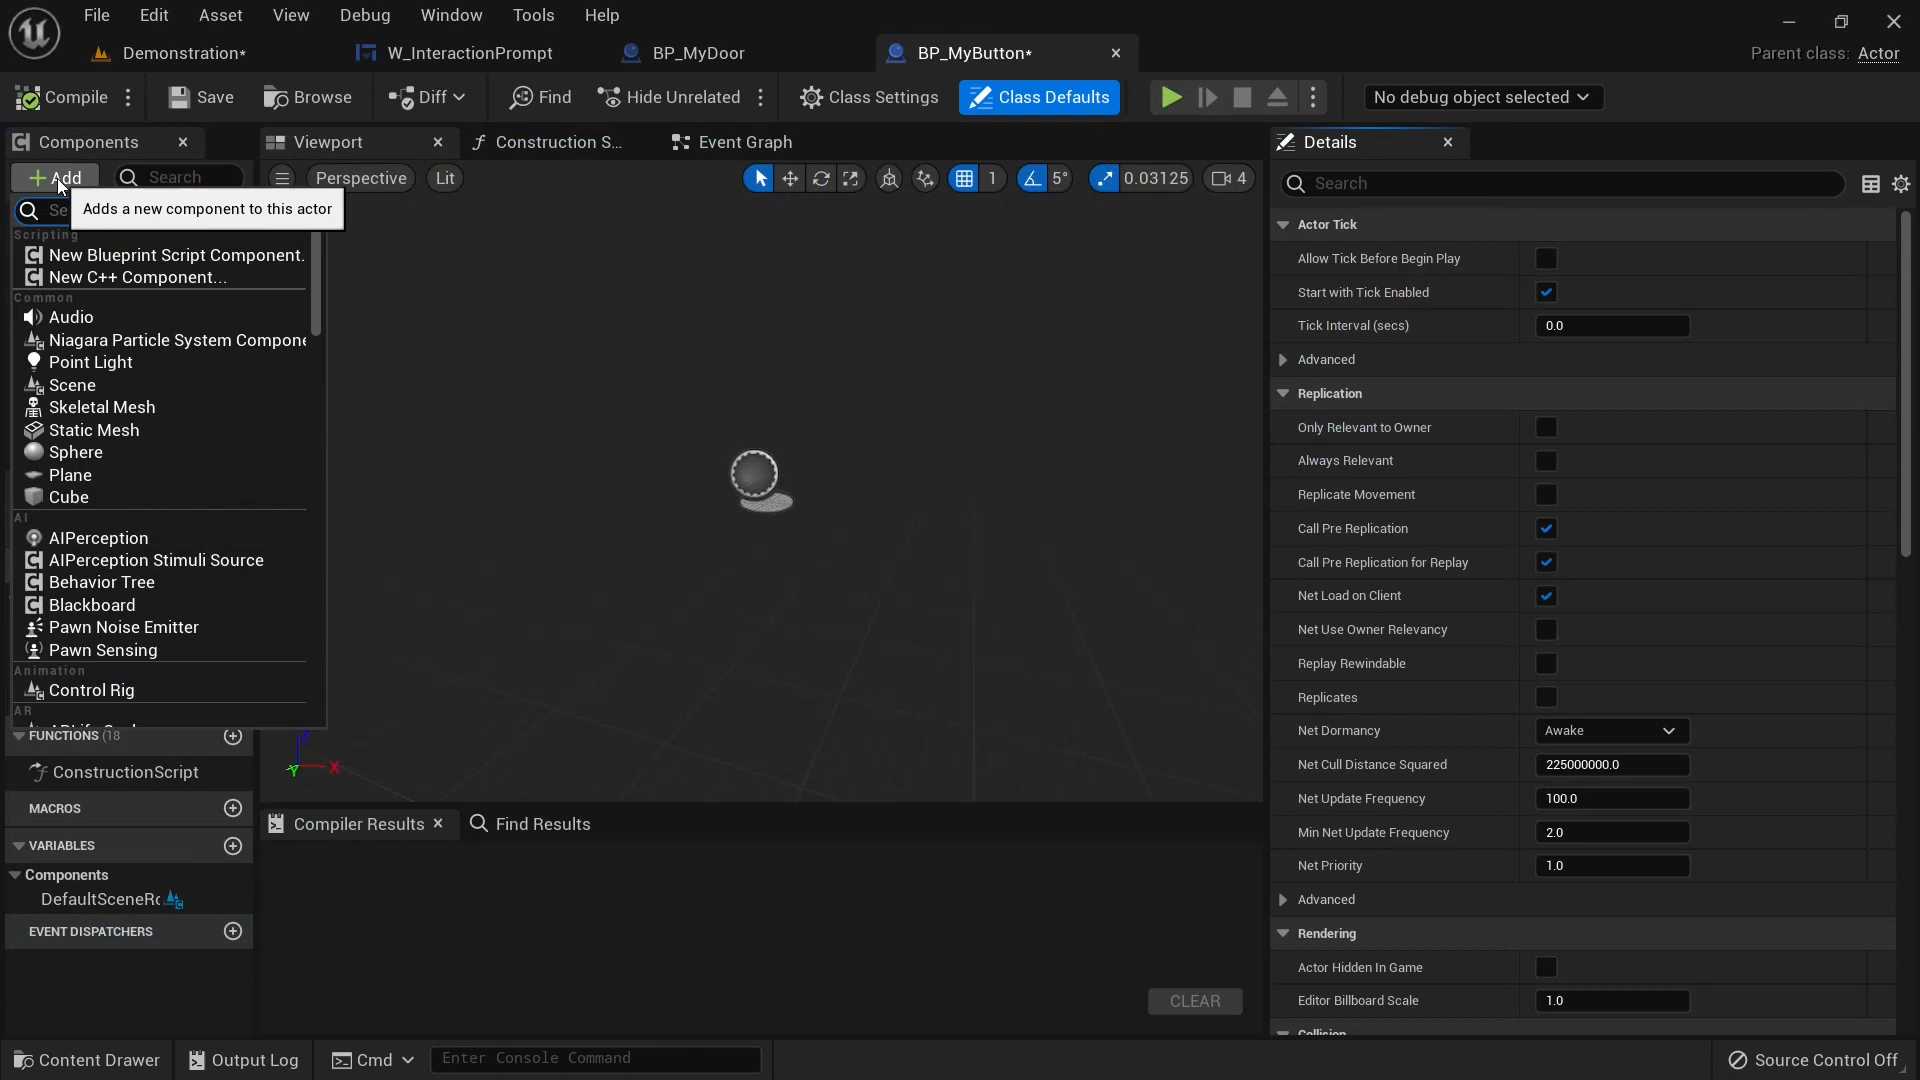 File Edit Asset View Debug Window Tools Help
Demonstration* W_InteractionPrompt BP_MyDoor BP_MyButton* Parent class: Actor
Compile Save Browse Diff Find Hide Unrelated Class Settings Class Defaults No debug object selected
Components Viewport Construction S... Event Graph Details
Add Search Perspective Lit 1 5° 0.03125 4 Search
Se Adds a new component to this actor
Scripting
New Blueprint Script Component.
New C++ Component...
Common
Audio
Niagara Particle System Compone
Point Light
Scene
Skeletal Mesh
Static Mesh
Sphere
Plane
Cube
AI
AIPerception
AIPerception Stimuli Source
Behavior Tree
Blackboard
Pawn Noise Emitter
Pawn Sensing
Animation
Control Rig
AR
FUNCTIONS (18
ConstructionScript
MACROS
VARIABLES
Components
DefaultSceneRo
EVENT DISPATCHERS
Z
Y X
Compiler Results Find Results
CLEAR
Actor Tick
Allow Tick Before Begin Play
Start with Tick Enabled
Tick Interval (secs) 0.0
Advanced
Replication
Only Relevant to Owner
Always Relevant
Replicate Movement
Call Pre Replication
Call Pre Replication for Replay
Net Load on Client
Net Use Owner Relevancy
Replay Rewindable
Replicates
Net Dormancy Awake
Net Cull Distance Squared 225000000.0
Net Update Frequency 100.0
Min Net Update Frequency 2.0
Net Priority 1.0
Advanced
Rendering
Actor Hidden In Game
Editor Billboard Scale 1.0
Collision
Content Drawer Output Log Cmd Enter Console Command Source Control Off